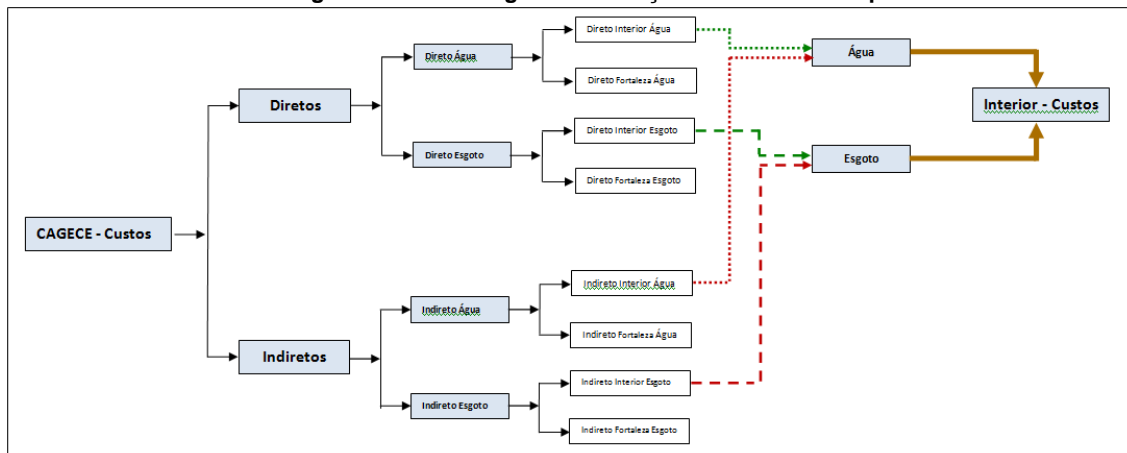 Direto Interior Água
Direto Água
Água
Direto Fortaleza Água
Diretos
Interior - Custos
Direto Interior Esgoto
Direto Esgoto
Esgoto
Direto Fortaleza Esgoto
CAGECE - Custos
Indireto Interior Água
Indireto Água
Indireto Fortaleza Água
Indiretos
Indireto Interior Esgoto
Indireto Esgoto
Indireto Fortaleza Esgoto